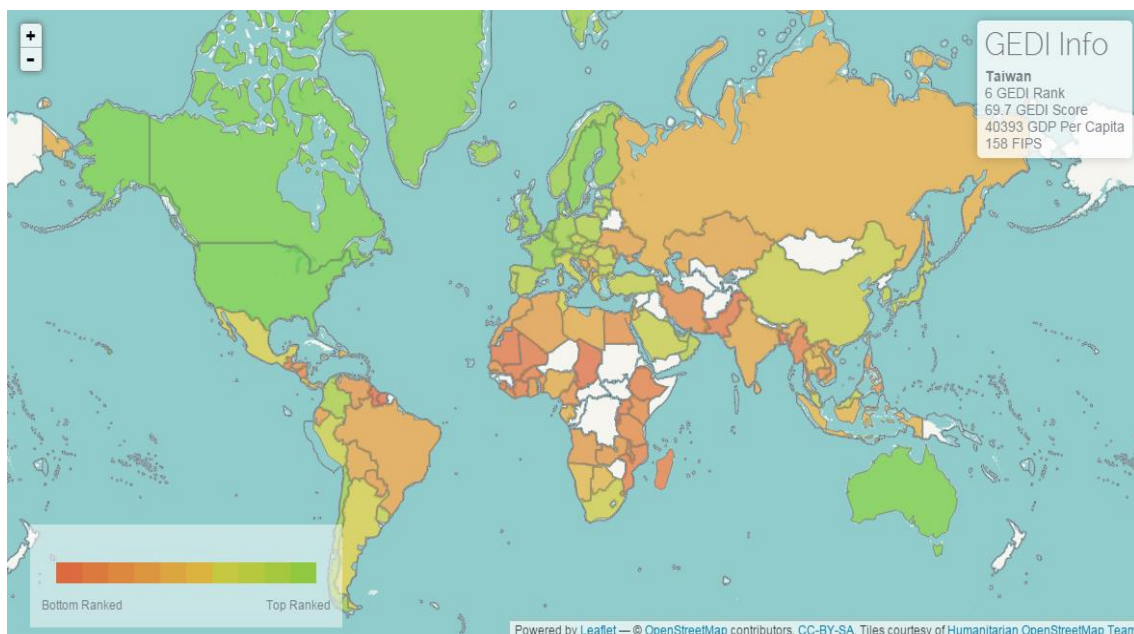 +
-
GEDI Info
Taiwan
6 GEDI Rank
69.7 GEDI Score
40393 GDP Per Capita
158 FIPS
Bottom Ranked Top Ranked
Powered by Leaflet — © OpenStreetMap contributors, CC-BY-SA, Tiles courtesy of Humanitarian OpenStreetMap Team